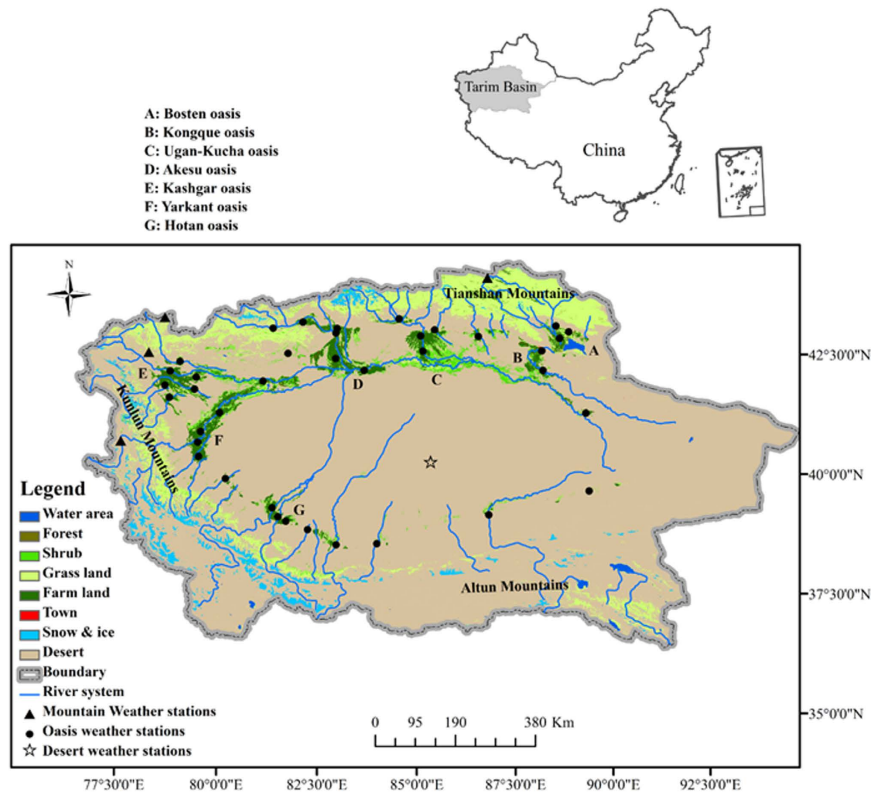 Tarim Basin
China
A: Bosten oasis
B: Kongque oasis
C: Ugan-Kucha oasis
D: Akesu oasis
E: Kashgar oasis
F: Yarkant oasis
G: Hotan oasis
N
Tianshan Mountains
A
B
C
D
E
F
G
Kunlun Mountains
Altun Mountains
42°30'0"N
40°0'0"N
37°30'0"N
35°0'0"N
Legend
Water area
Forest
Shrub
Grass land
Farm land
Town
Snow & ice
Desert
Boundary
River system
Mountain Weather stations
Oasis weather stations
Desert weather stations
0 95 190 380 Km
77°30'0"E 80°0'0"E 82°30'0"E 85°0'0"E 87°30'0"E 90°0'0"E 92°30'0"E